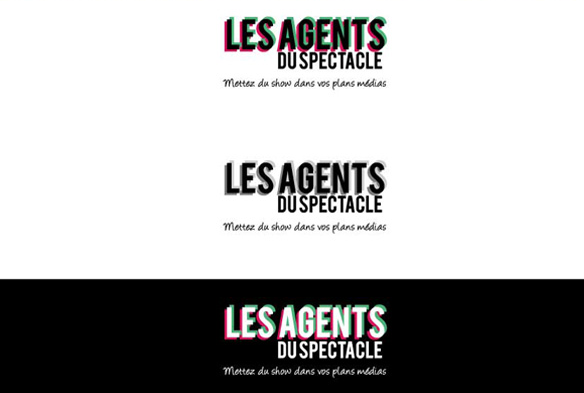 LES AGENTS
DU SPECTACLE
Mettez du show dans vos plans médias
LES AGENTS
DU SPECTACLE
Mettez du show dans vos plans médias
LES AGENTS
DU SPECTACLE
Mettez du show dans vos plans médias